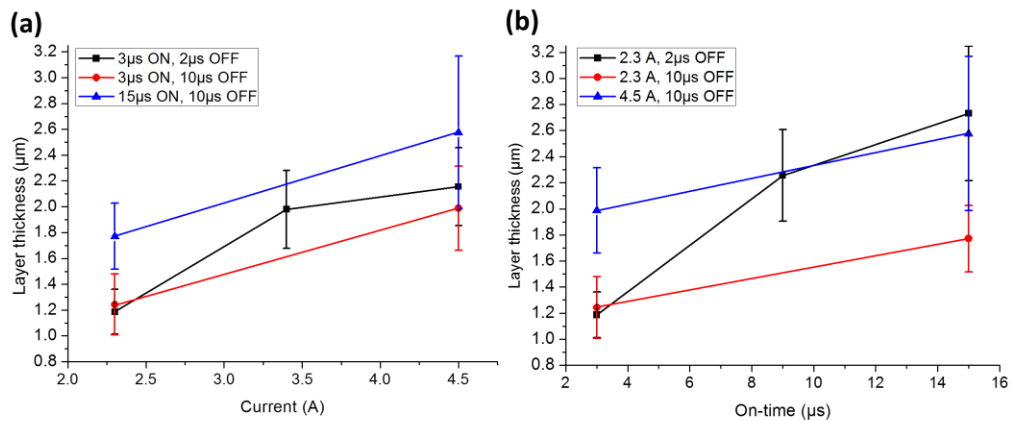 (a)
3μs ON, 2μs OFF
3μs ON, 10μs OFF
15μs ON, 10μs OFF
Layer thickness (μm)
3.2
3.0
2.8
2.6
2.4
2.2
2.0
1.8
1.6
1.4
1.2
1.0
0.8
2.0 2.5 3.0 3.5 4.0 4.5
Current (A)
(b)
2.3 A, 2μs OFF
2.3 A, 10μs OFF
4.5 A, 10μs OFF
Layer thickness (μm)
3.2
3.0
2.8
2.6
2.4
2.2
2.0
1.8
1.6
1.4
1.2
1.0
0.8
2 4 6 8 10 12 14 16
On-time (μs)